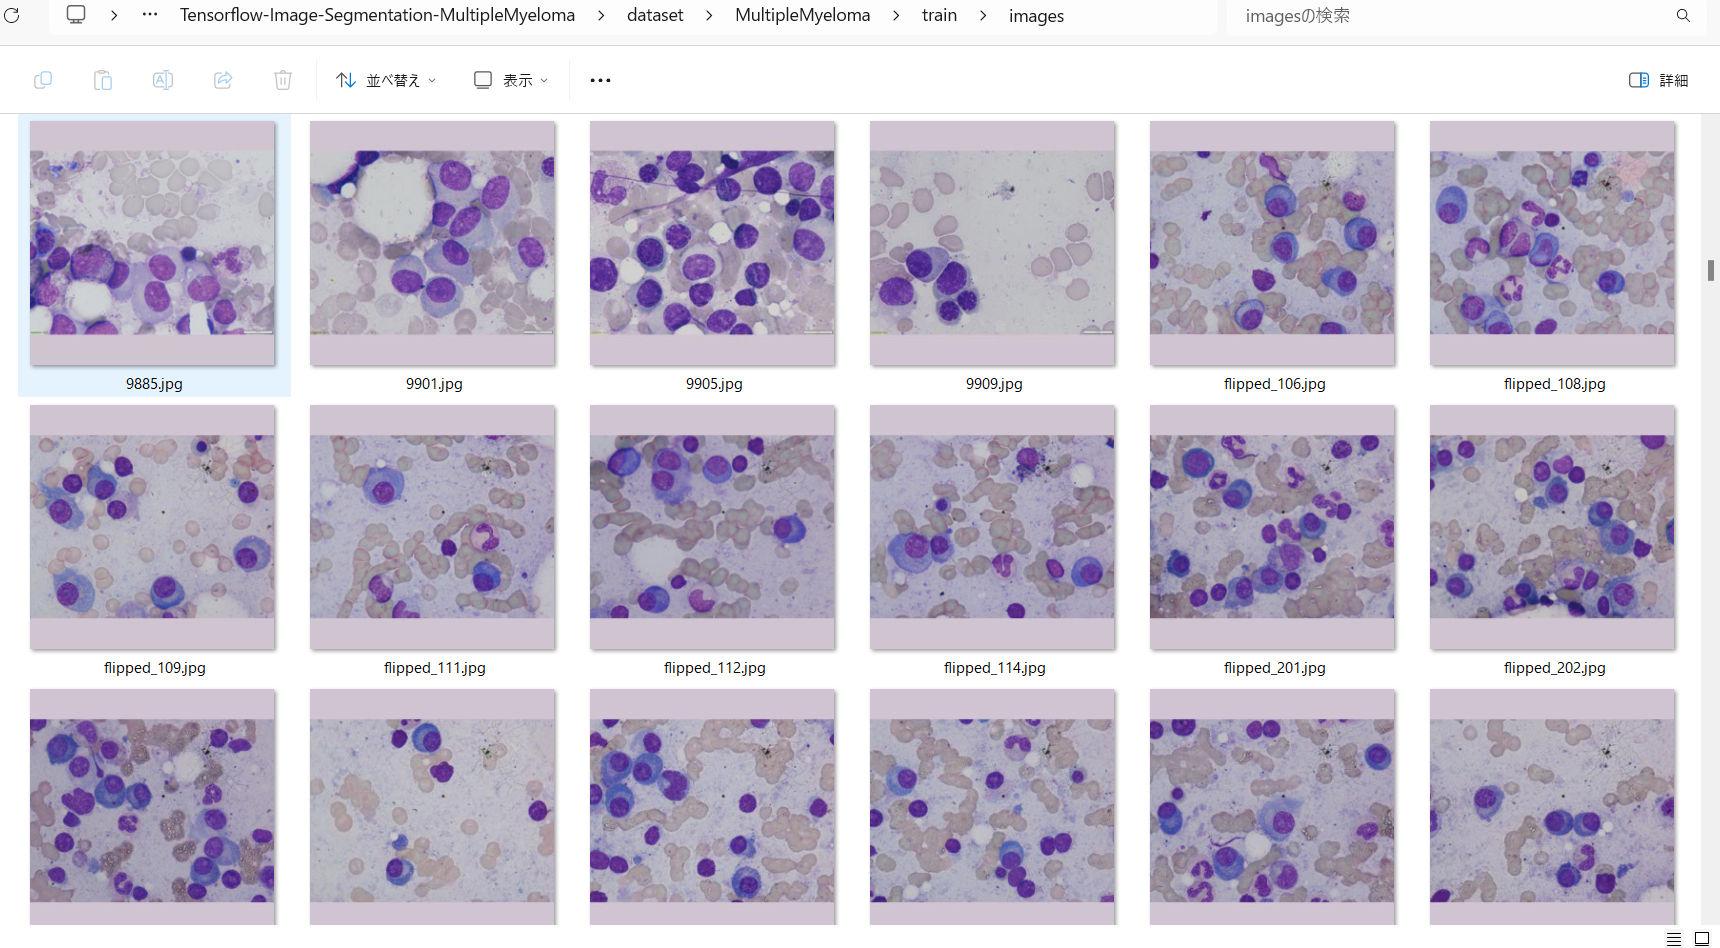 Tensorflow-Image-Segmentation-MultipleMyeloma > dataset > MultipleMyeloma > train > images
imagesの検索
並べ替え
表示
詳細
9885.jpg
9901.jpg
9905.jpg
9909.jpg
flipped_106.jpg
flipped_108.jpg
flipped_109.jpg
flipped_111.jpg
flipped_112.jpg
flipped_114.jpg
flipped_201.jpg
flipped_202.jpg